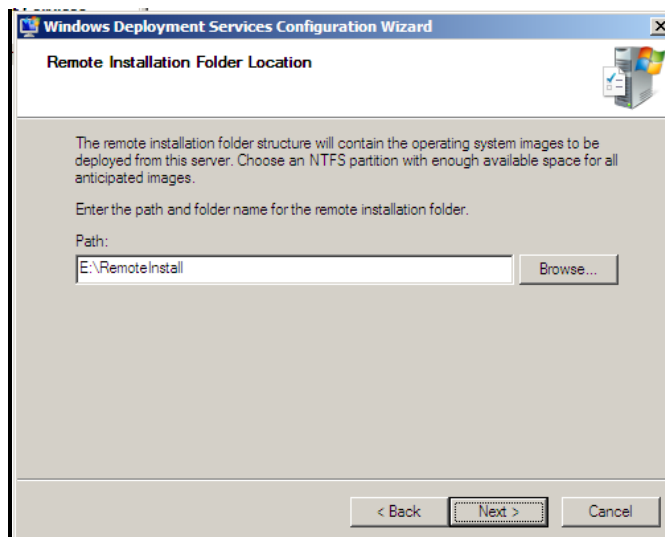 Windows Deployment Services Configuration Wizard
Remote Installation Folder Location
The remote installation folder structure will contain the operating system images to be
deployed from this server. Choose an NTFS partition with enough available space for all
anticipated images.
Enter the path and folder name for the remote installation folder.
Path:
E:\RemoteInstall
Browse...
< Back
Next >
Cancel